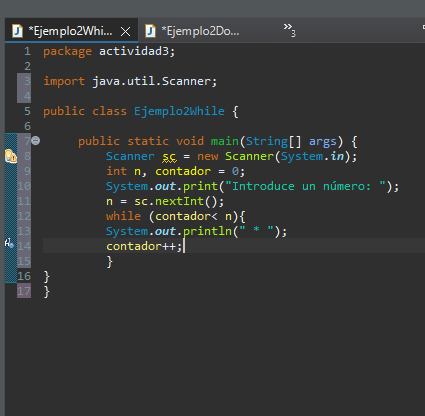 *Ejemplo2Whi... *Ejemplo2Do... »3
1 package actividad3;
2
3 import java.util.Scanner;
4
5 public class Ejemplo2While {
6
7 public static void main(String[] args) {
8 Scanner sc = new Scanner(System.in);
9 int n, contador = 0;
10 System.out.print("Introduce un número: ");
11 n = sc.nextInt();
12 while (contador< n){
13 System.out.println(" * ");
14 contador++;
15 }
16 }
17 }